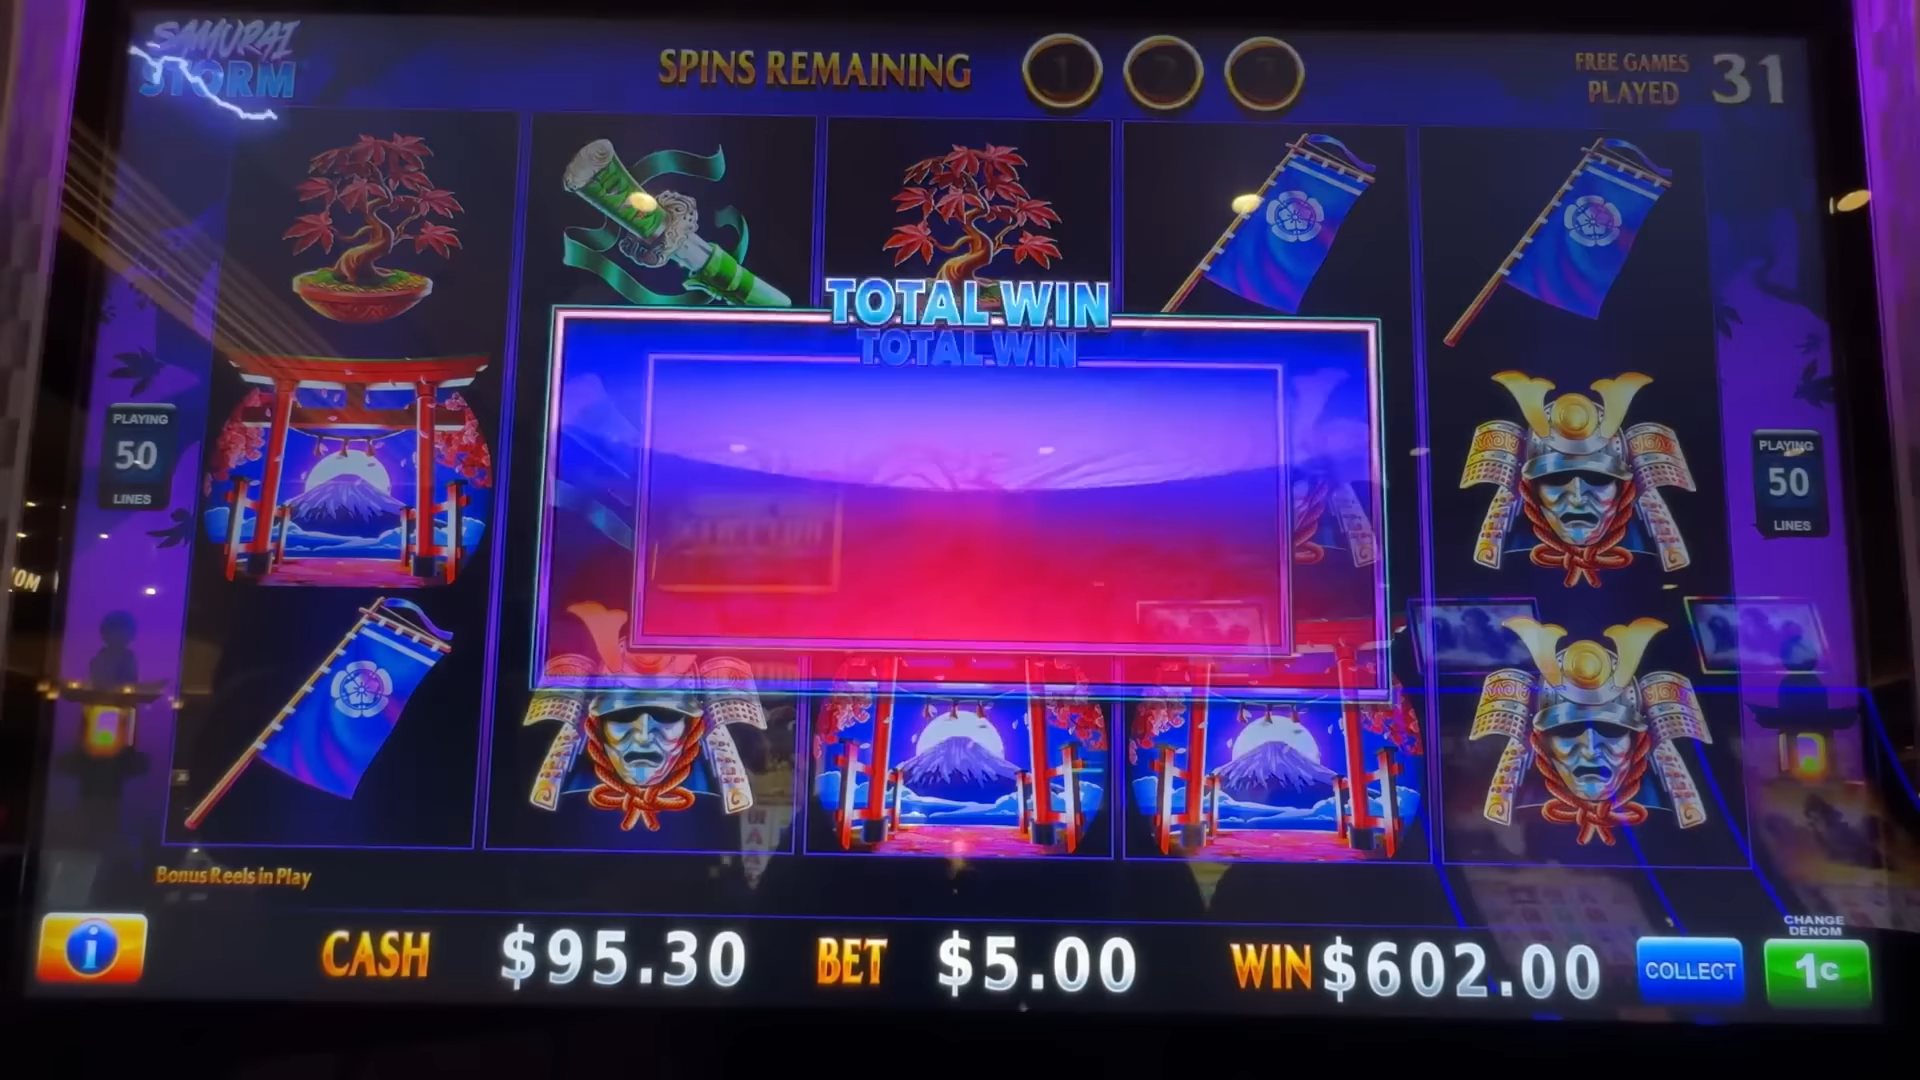 SAMURAI
STORM
SPINS REMAINING
FREE GAMES
PLAYED
31
TOTAL WIN
TOTAL WIN
PLAYING
50
LINES
PLAYING
50
LINES
Bonus Reels in Play
CASH $95.30 BET $5.00 WIN $602.00
COLLECT
CHANGE
DENOM
1¢